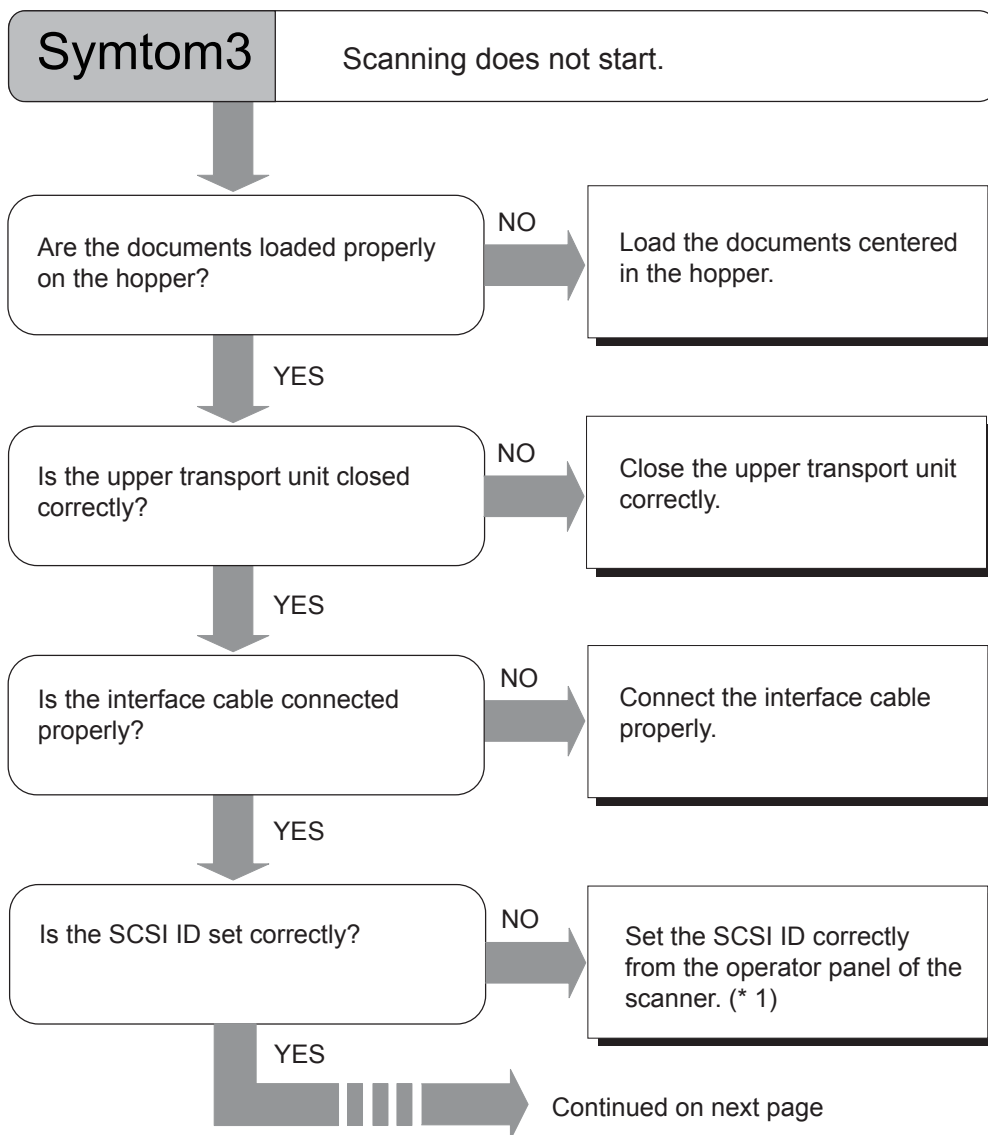 Symtom3
Scanning does not start.
Are the documents loaded properly
on the hopper?
NO
Load the documents centered
in the hopper.
YES
Is the upper transport unit closed
correctly?
NO
Close the upper transport unit
correctly.
YES
Is the interface cable connected
properly?
NO
Connect the interface cable
properly.
YES
Is the SCSI ID set correctly?
NO
Set the SCSI ID correctly
from the operator panel of the
scanner. (* 1)
YES
Continued on next page